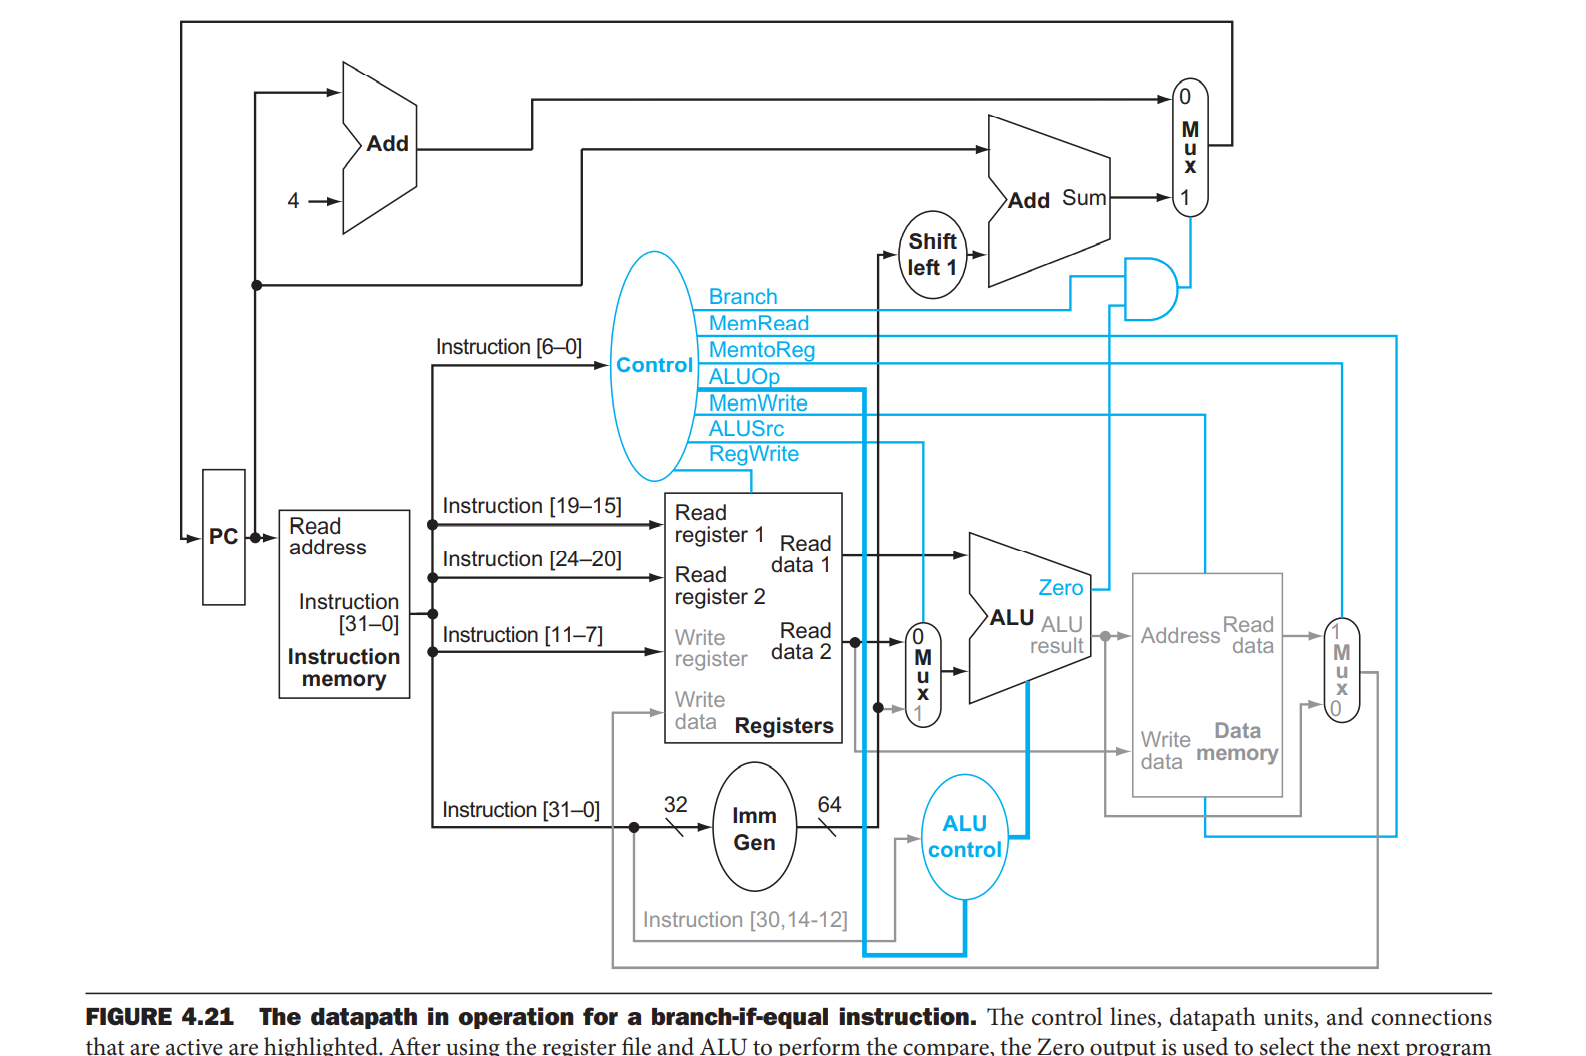 0
M
u
x
1
Add
4
Add Sum
Shift
left 1
Branch
MemRead
MemtoReg
ALUOp
MemWrite
ALUSrc
RegWrite
Control
Instruction [6–0]
PC
Read
address
Instruction
[31–0]
Instruction
memory
Instruction [19–15]
Instruction [24–20]
Instruction [11–7]
Read
register 1
Read
data 1
Read
register 2
Write
register
Read
data 2
Write
data
Registers
0
M
u
x
1
Zero
ALU
ALU
result
Address
Read
data
Write
data
Data
memory
1
M
u
x
0
Instruction [31–0]
32
Imm
Gen
64
ALU
control
Instruction [30,14-12]
FIGURE 4.21 The datapath in operation for a branch-if-equal instruction. The control lines, datapath units, and connections
that are active are highlighted. After using the register file and ALU to perform the compare, the Zero output is used to select the next program